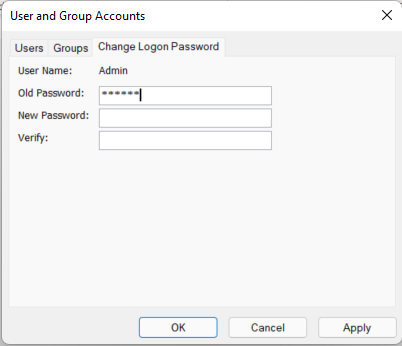 User and Group Accounts
Users Groups Change Logon Password
User Name: Admin
Old Password: ******
New Password:
Verify:
OK Cancel Apply